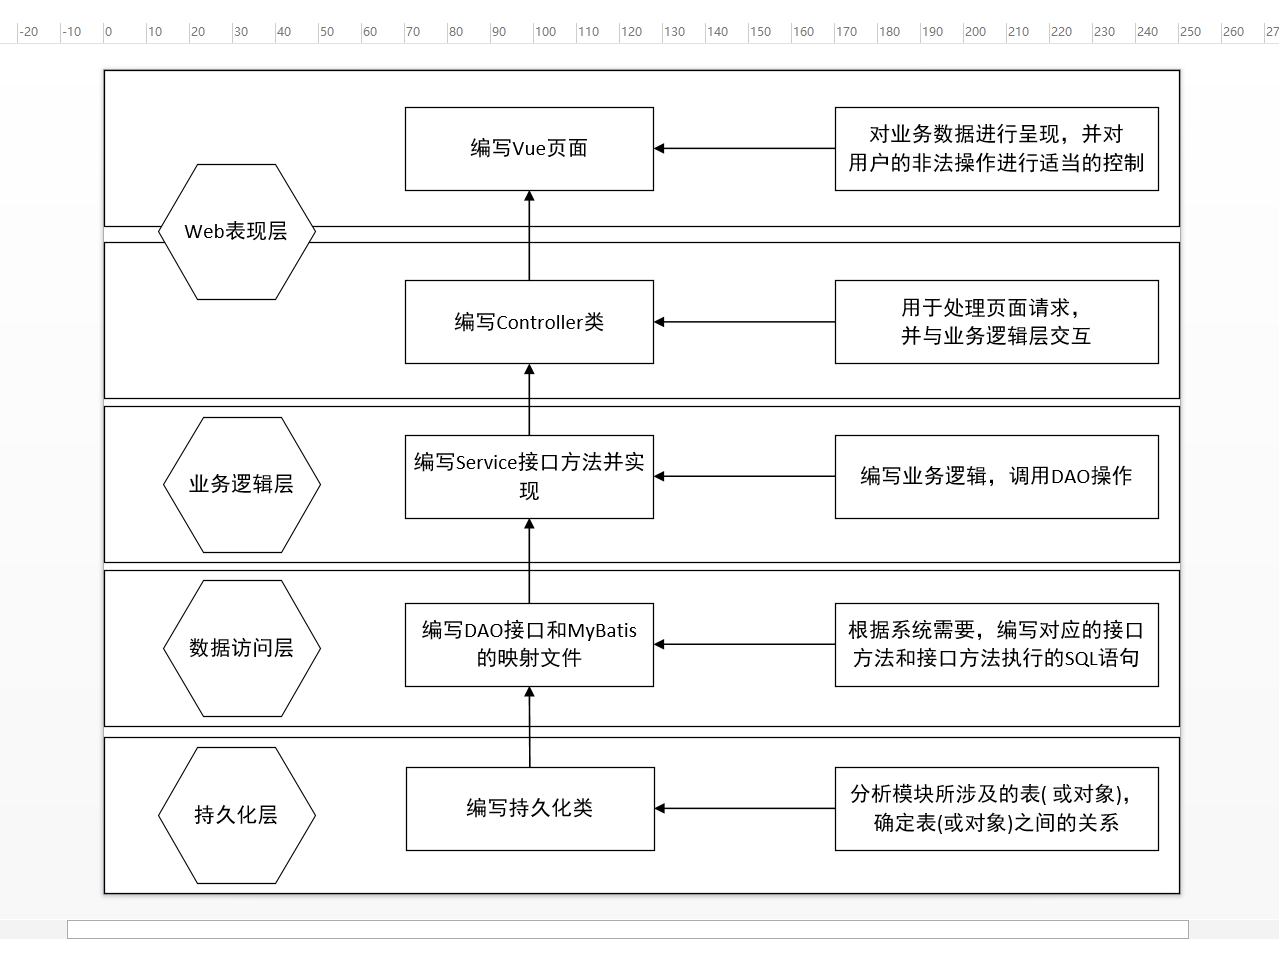 -20 -10 0 10 20 30 40 50 60 70 80 90 100 110 120 130 140 150 160 170 180 190 200 210 220 230 240 250 260 27
编写Vue页面
对业务数据进行呈现，并对
用户的非法操作进行适当的控制
Web表现层
编写Controller类
用于处理页面请求，
并与业务逻辑层交互
业务逻辑层
编写Service接口方法并实
现
编写业务逻辑，调用DAO操作
数据访问层
编写DAO接口和MyBatis
的映射文件
根据系统需要，编写对应的接口
方法和接口方法执行的SQL语句
持久化层
编写持久化类
分析模块所涉及的表( 或对象)，
确定表(或对象)之间的关系